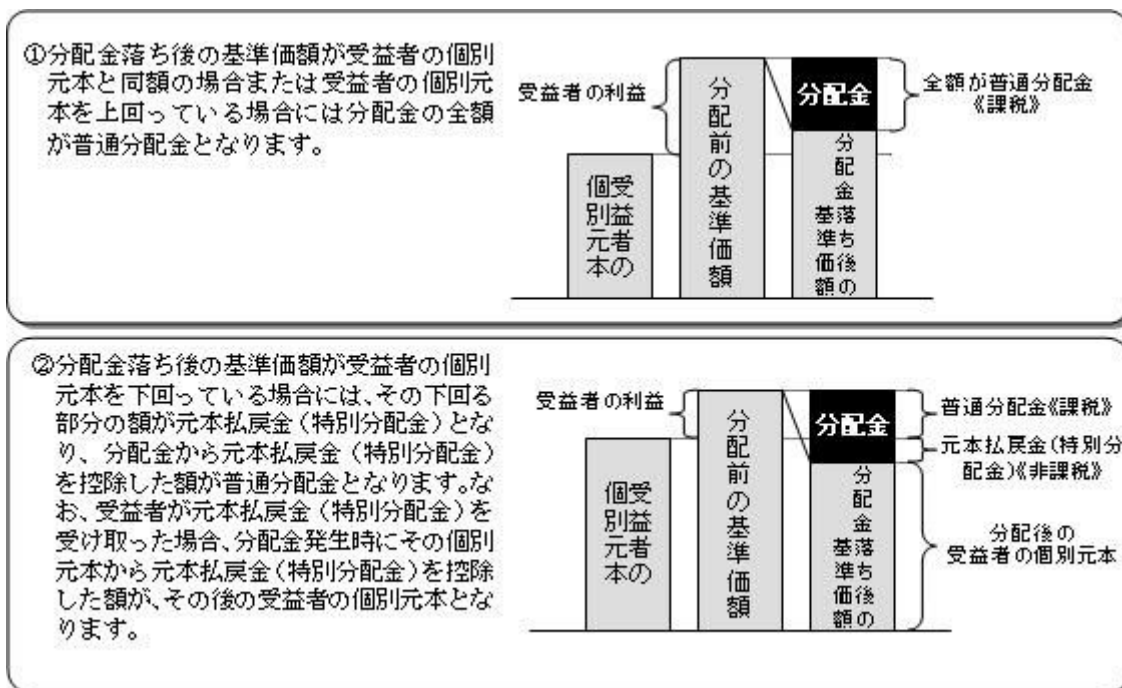 ①分配金落ち後の基準価額が受益者の個別
元本と同額の場合または受益者の個別元
本を上回っている場合には分配金の全額
が普通分配金となります。
受益者の利益
受益者の
個別元本
分配前の基準価額
分配金
分配金落ち後の
基準価額
全額が普通分配金
《課税》
②分配金落ち後の基準価額が受益者の個別
元本を下回っている場合には、その下回る
部分の額が元本払戻金（特別分配金）とな
り、分配金から元本払戻金（特別分配金）
を控除した額が普通分配金となります。な
お、受益者が元本払戻金（特別分配金）を
受け取った場合、分配金発生時にその個別
元本から元本払戻金（特別分配金）を控除
した額が、その後の受益者の個別元本とな
ります。
受益者の利益
受益者の
個別元本
分配前の基準価額
分配金
分配金落ち後の
基準価額
普通分配金《課税》
元本払戻金(特別分
配金)《非課税》
分配後の
受益者の個別元本